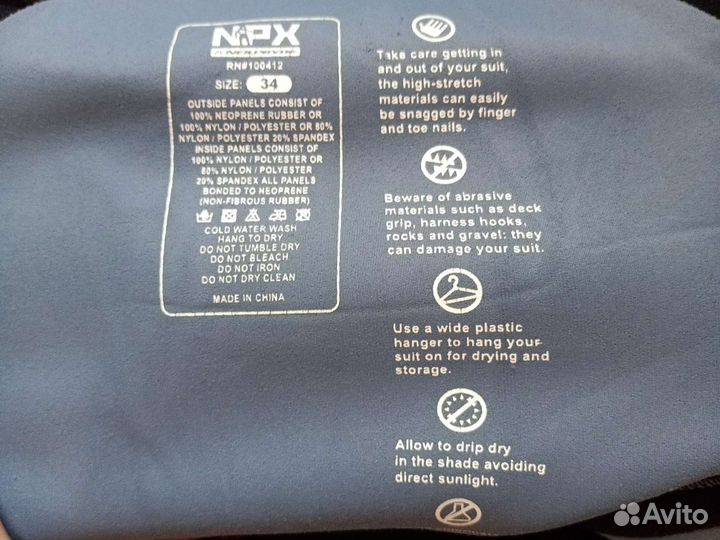 NPX
RN#100412
SIZE: 34
OUTSIDE PANELS CONSIST OF
100% NEOPRENE RUBBER OR
100% NYLON / POLYESTER OR 80%
NYLON / POLYESTER 20% SPANDEX
INSIDE PANELS CONSIST OF
100% NYLON / POLYESTER OR
80% NYLON / POLYESTER
20% SPANDEX ALL PANELS
BONDED TO NEOPRENE
(NON-FIBROUS RUBBER)
COLD WATER WASH
HANG TO DRY
DO NOT TUMBLE DRY
DO NOT BLEACH
DO NOT IRON
DO NOT DRY CLEAN
MADE IN CHINA
Take care getting in
and out of your suit,
the high-stretch
materials can easily
be snagged by finger
and toe nails.
Beware of abrasive
materials such as deck
grip, harness hooks,
rocks and gravel: they
can damage your suit.
Use a wide plastic
hanger to hang your
suit on for drying and
storage.
Allow to drip dry
in the shade avoiding
direct sunlight.
Avito